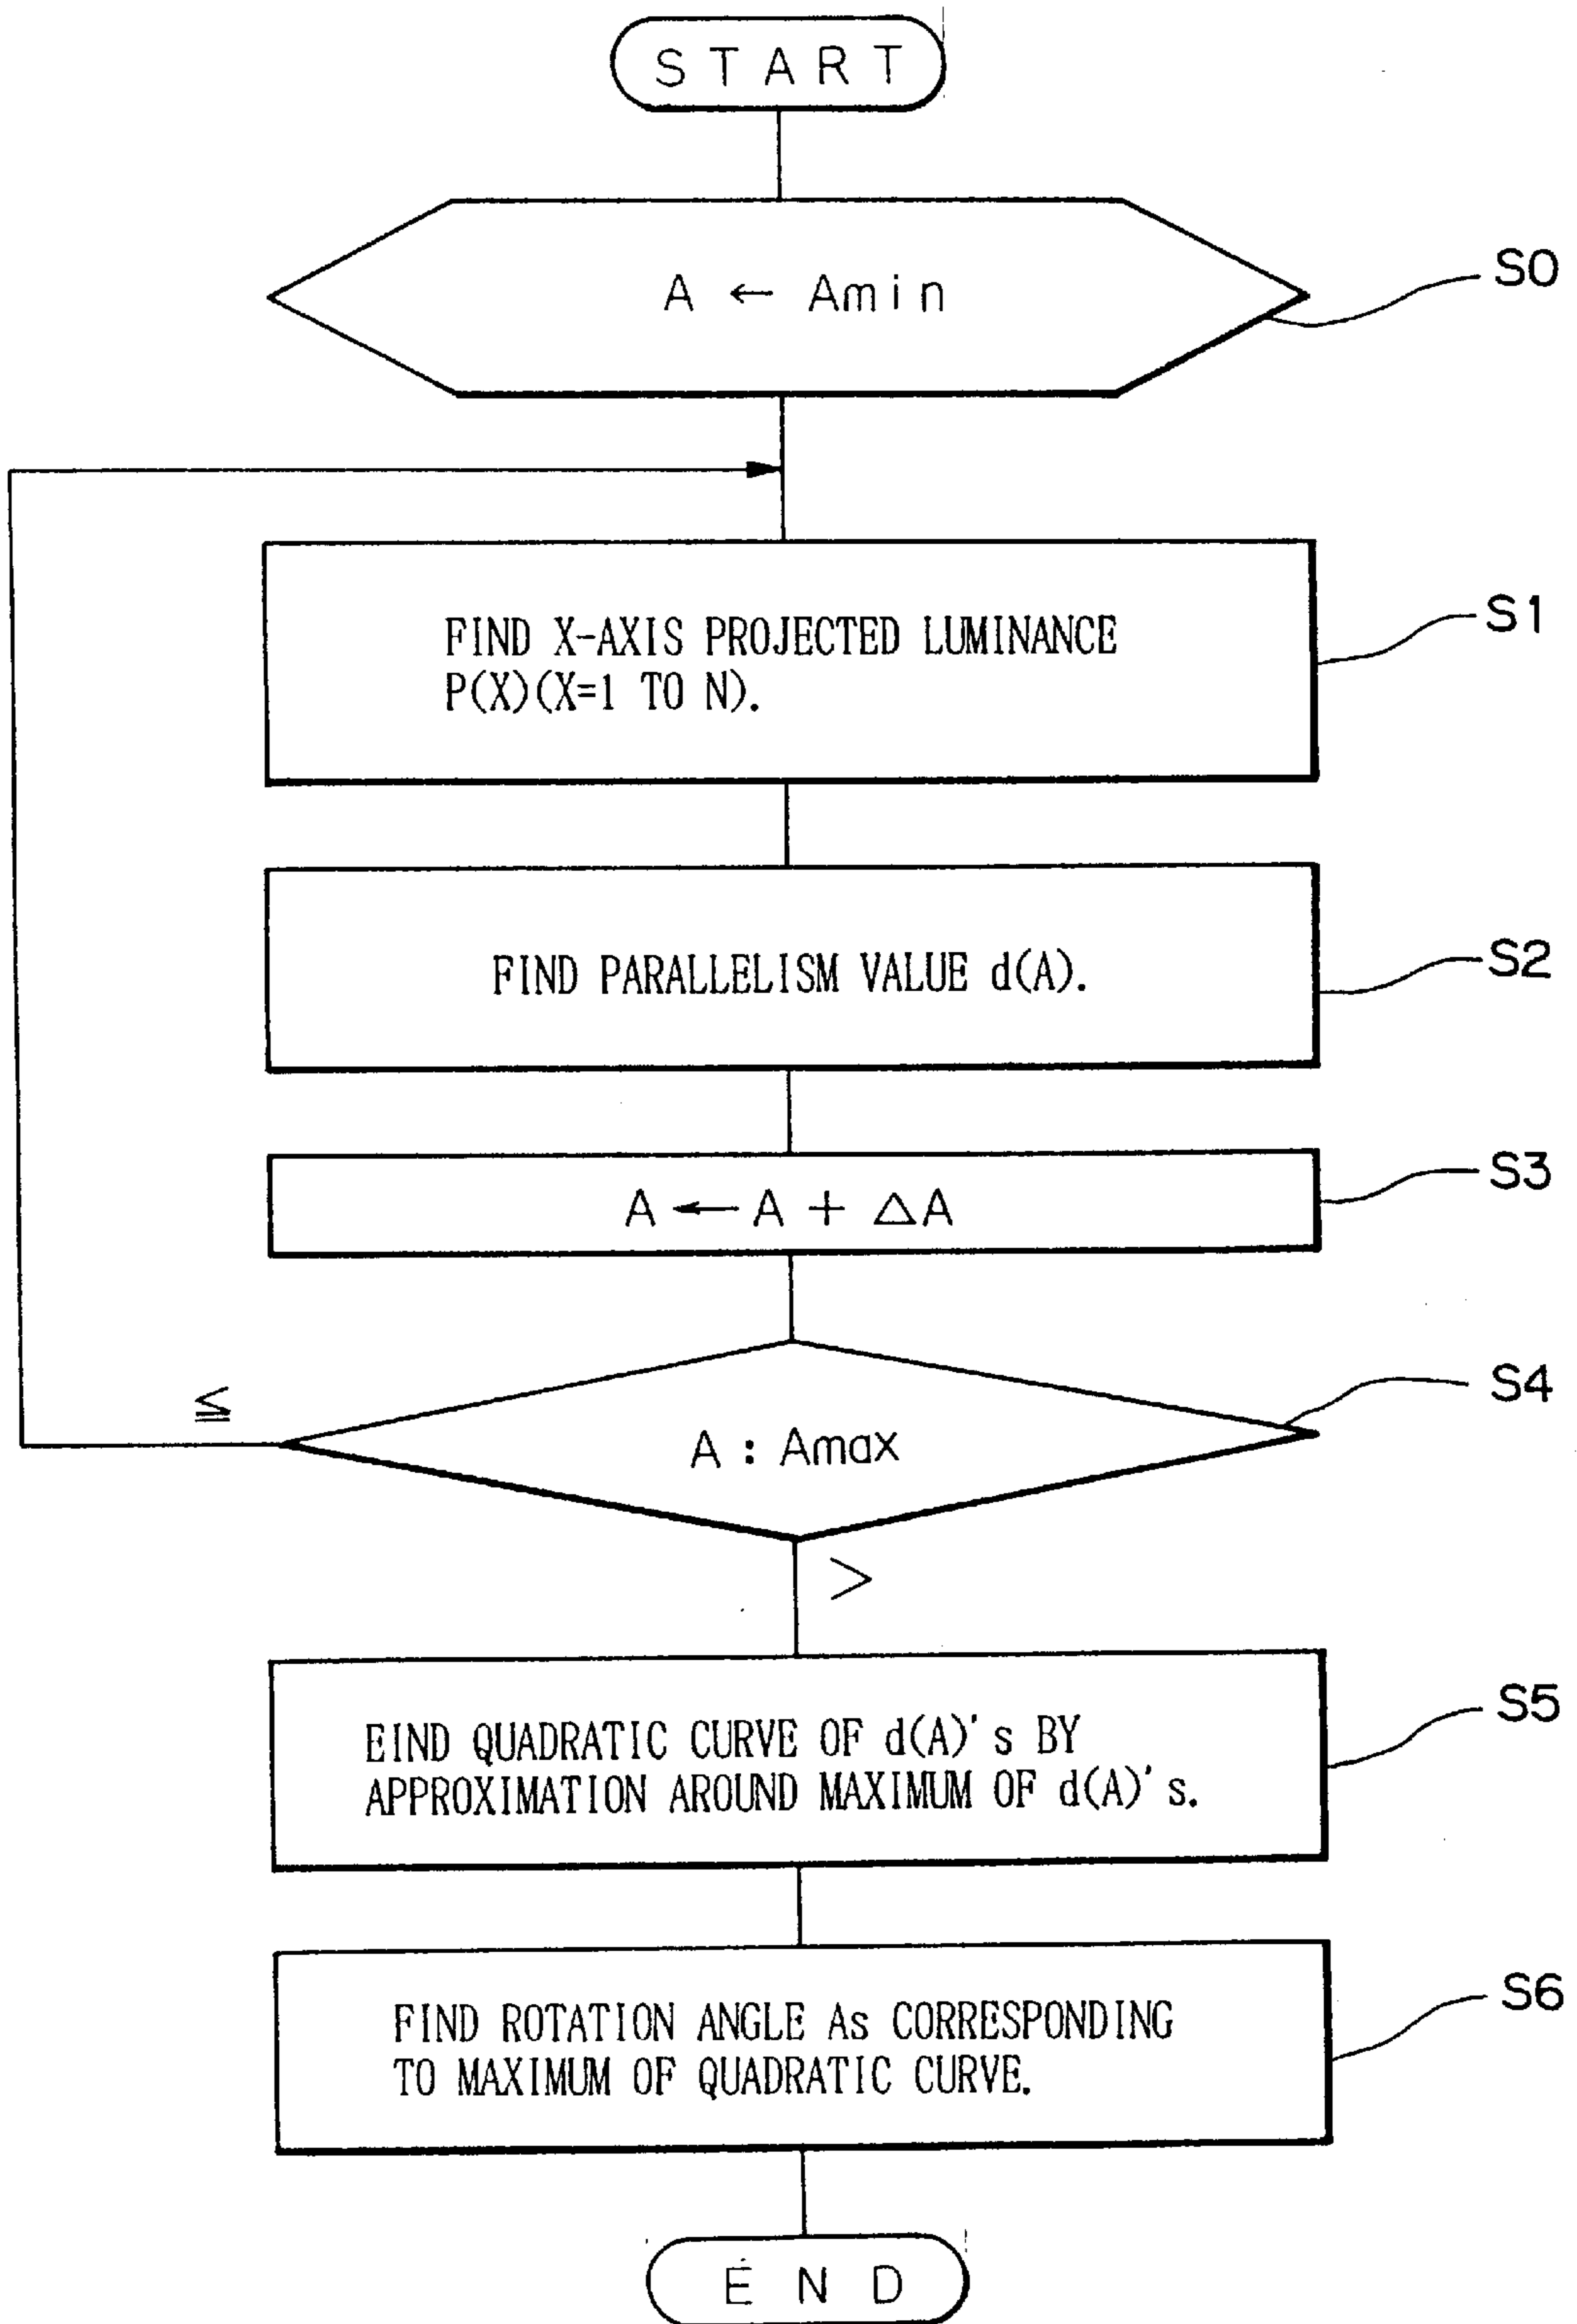 START
A ← Amin
S0
FIND X-AXIS PROJECTED LUMINANCE
P(X)(X=1 TO N).
S1
FIND PARALLELISM VALUE d(A).
S2
A ← A + △A
S3
≦
A : Amax
S4
>
EIND QUADRATIC CURVE OF d(A)'s BY
APPROXIMATION AROUND MAXIMUM OF d(A)'s.
S5
FIND ROTATION ANGLE As CORRESPONDING
TO MAXIMUM OF QUADRATIC CURVE.
S6
END